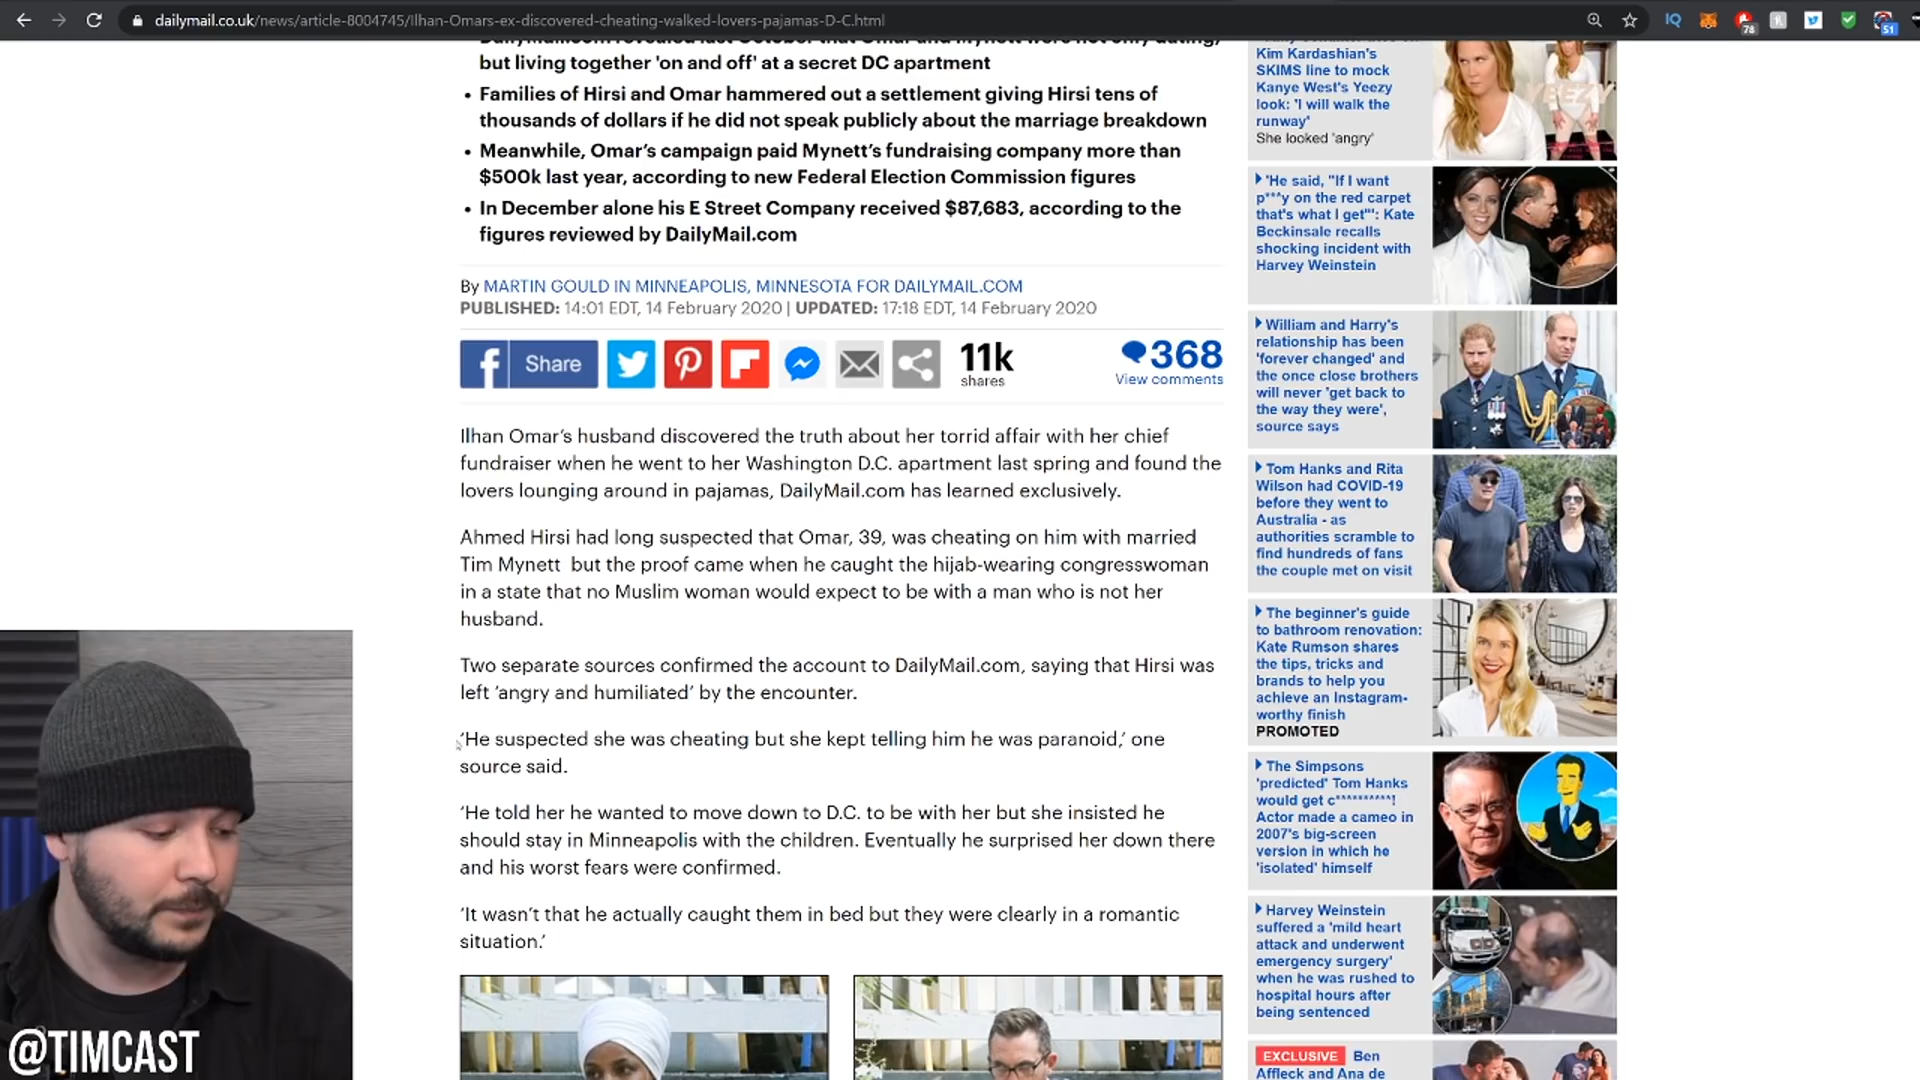 dailymail.co.uk/news/article-8004745/Ilhan-Omars-ex-discovered-cheating-walked-lovers-pajamas-D-C.html
IQ
78
51
but living together 'on and off' at a secret DC apartment
• Families of Hirsi and Omar hammered out a settlement giving Hirsi tens of
thousands of dollars if he did not speak publicly about the marriage breakdown
• Meanwhile, Omar's campaign paid Mynett's fundraising company more than
$500k last year, according to new Federal Election Commission figures
• In December alone his E Street Company received $87,683, according to the
figures reviewed by DailyMail.com
By MARTIN GOULD IN MINNEAPOLIS, MINNESOTA FOR DAILYMAIL.COM
PUBLISHED: 14:01 EDT, 14 February 2020 | UPDATED: 17:18 EDT, 14 February 2020
f Share
11k
shares
368
View comments
Ilhan Omar's husband discovered the truth about her torrid affair with her chief
fundraiser when he went to her Washington D.C. apartment last spring and found the
lovers lounging around in pajamas, DailyMail.com has learned exclusively.
Ahmed Hirsi had long suspected that Omar, 39, was cheating on him with married
Tim Mynett but the proof came when he caught the hijab-wearing congresswoman
in a state that no Muslim woman would expect to be with a man who is not her
husband.
Two separate sources confirmed the account to DailyMail.com, saying that Hirsi was
left 'angry and humiliated' by the encounter.
'He suspected she was cheating but she kept telling him he was paranoid,' one
source said.
'He told her he wanted to move down to D.C. to be with her but she insisted he
should stay in Minneapolis with the children. Eventually he surprised her down there
and his worst fears were confirmed.
'It wasn't that he actually caught them in bed but they were clearly in a romantic
situation.'
Kim Kardashian's
SKIMS line to mock
Kanye West's Yeezy
look: 'I will walk the
runway'
She looked 'angry'
YEEZY
'He said, "If I want
p***y on the red carpet
that's what I get"': Kate
Beckinsale recalls
shocking incident with
Harvey Weinstein
William and Harry's
relationship has been
'forever changed' and
the once close brothers
will never 'get back to
the way they were',
source says
Tom Hanks and Rita
Wilson had COVID-19
before they went to
Australia - as
authorities scramble to
find hundreds of fans
the couple met on visit
The beginner's guide
to bathroom renovation:
Kate Rumson shares
the tips, tricks and
brands to help you
achieve an Instagram-
worthy finish
PROMOTED
The Simpsons
'predicted' Tom Hanks
would get c**********!
Actor made a cameo in
2007's big-screen
version in which he
'isolated' himself
Harvey Weinstein
suffered a 'mild heart
attack and underwent
emergency surgery'
when he was rushed to
hospital hours after
being sentenced
EXCLUSIVE Ben
Affleck and Ana de
@TIMCAST